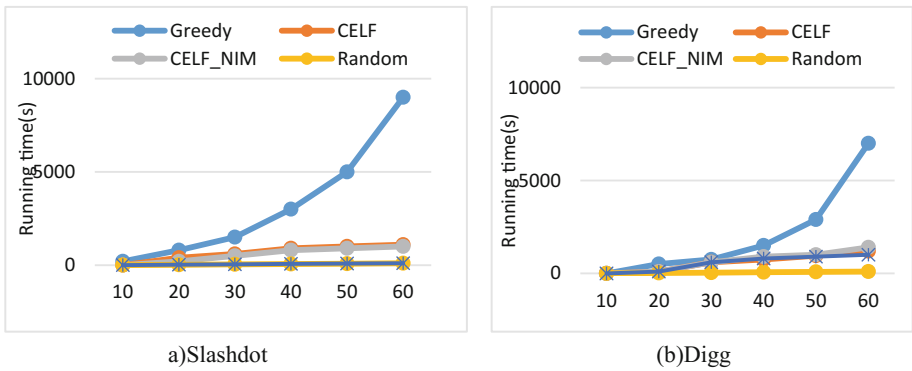 Greedy
CELF
CELF_NIM
Random
Running time(s)
10000
5000
0
10 20 30 40 50 60
a)Slashdot
Greedy
CELF
CELF_NIM
Random
Running time(s)
10000
5000
0
10 20 30 40 50 60
(b)Digg